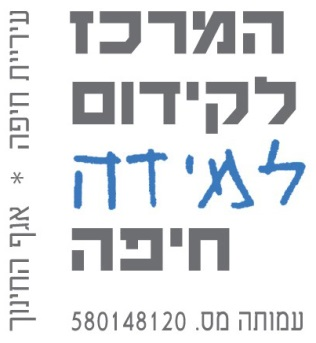 המרכז
לקידום
למידה
חיפה
עמותה מס. 580148120
עיריית חיפה * אגף החינוך